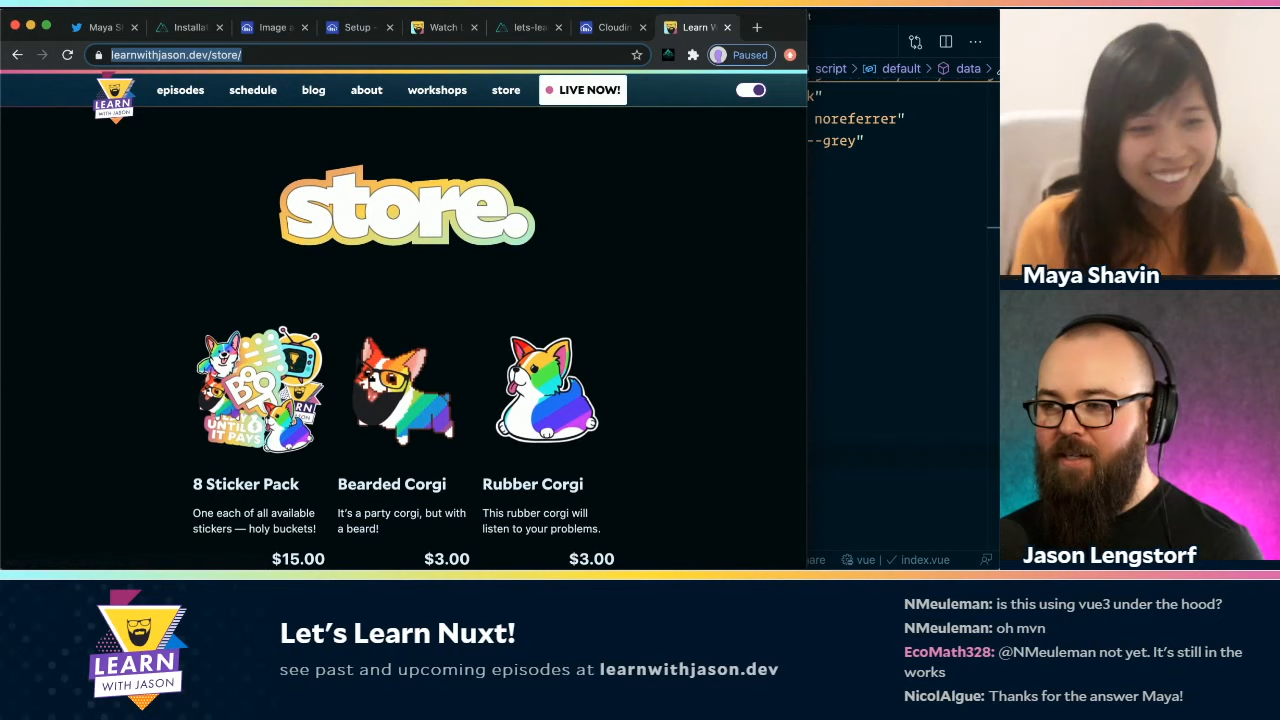 Maya S
Installat
Image a
Setup -
Watch
lets-lea
Cloudin
Learn W
learnwithjason.dev/store/
Paused
LEARN
WITH JASON
episodes
schedule
blog
about
workshops
store
LIVE NOW!
store.
8 Sticker Pack
Bearded Corgi
Rubber Corgi
One each of all available
stickers — holy buckets!
It's a party corgi, but with
a beard!
This rubber corgi will
listen to your problems.
$15.00
$3.00
$3.00
script > default > data >
k"
noreferrer"
--grey"
vue | index.vue
Maya Shavin
Jason Lengstorf
LEARN
WITH JASON
Let's Learn Nuxt!
see past and upcoming episodes at learnwithjason.dev
NMeuleman: is this using vue3 under the hood?
NMeuleman: oh mvn
EcoMath328: @NMeuleman not yet. It's still in the
works
NicolAlgue: Thanks for the answer Maya!